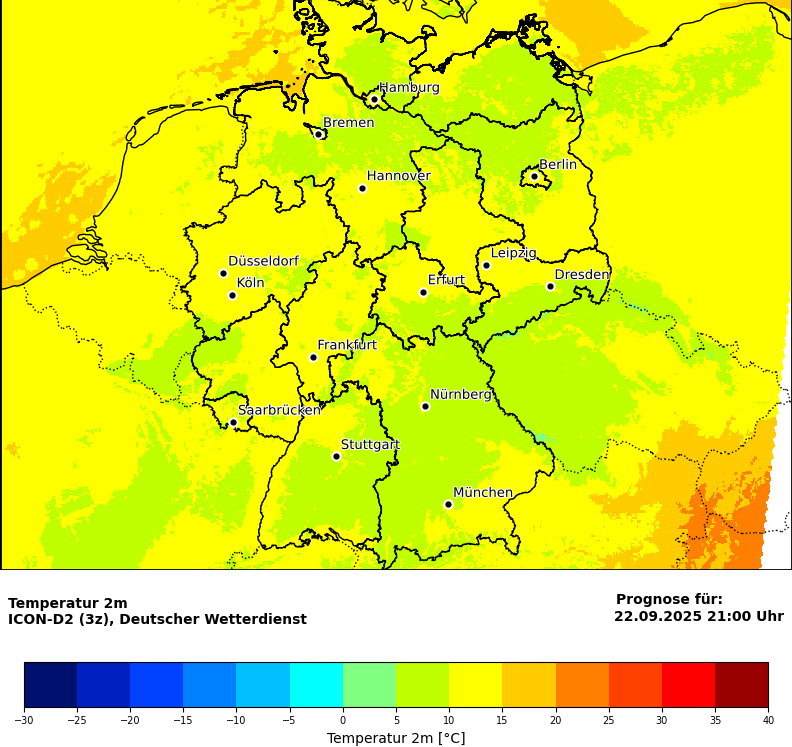 Hamburg
Bremen
Berlin
Hannover
Leipzig
Düsseldorf
Dresden
Köln
Erfurt
Frankfurt
Nürnberg
Saarbrücken
Stuttgart
München
Temperatur 2m
ICON-D2 (3z), Deutscher Wetterdienst
Prognose für:
22.09.2025 21:00 Uhr
−30 −25 −20 −15 −10 −5 0 5 10 15 20 25 30 35 40
Temperatur 2m [°C]